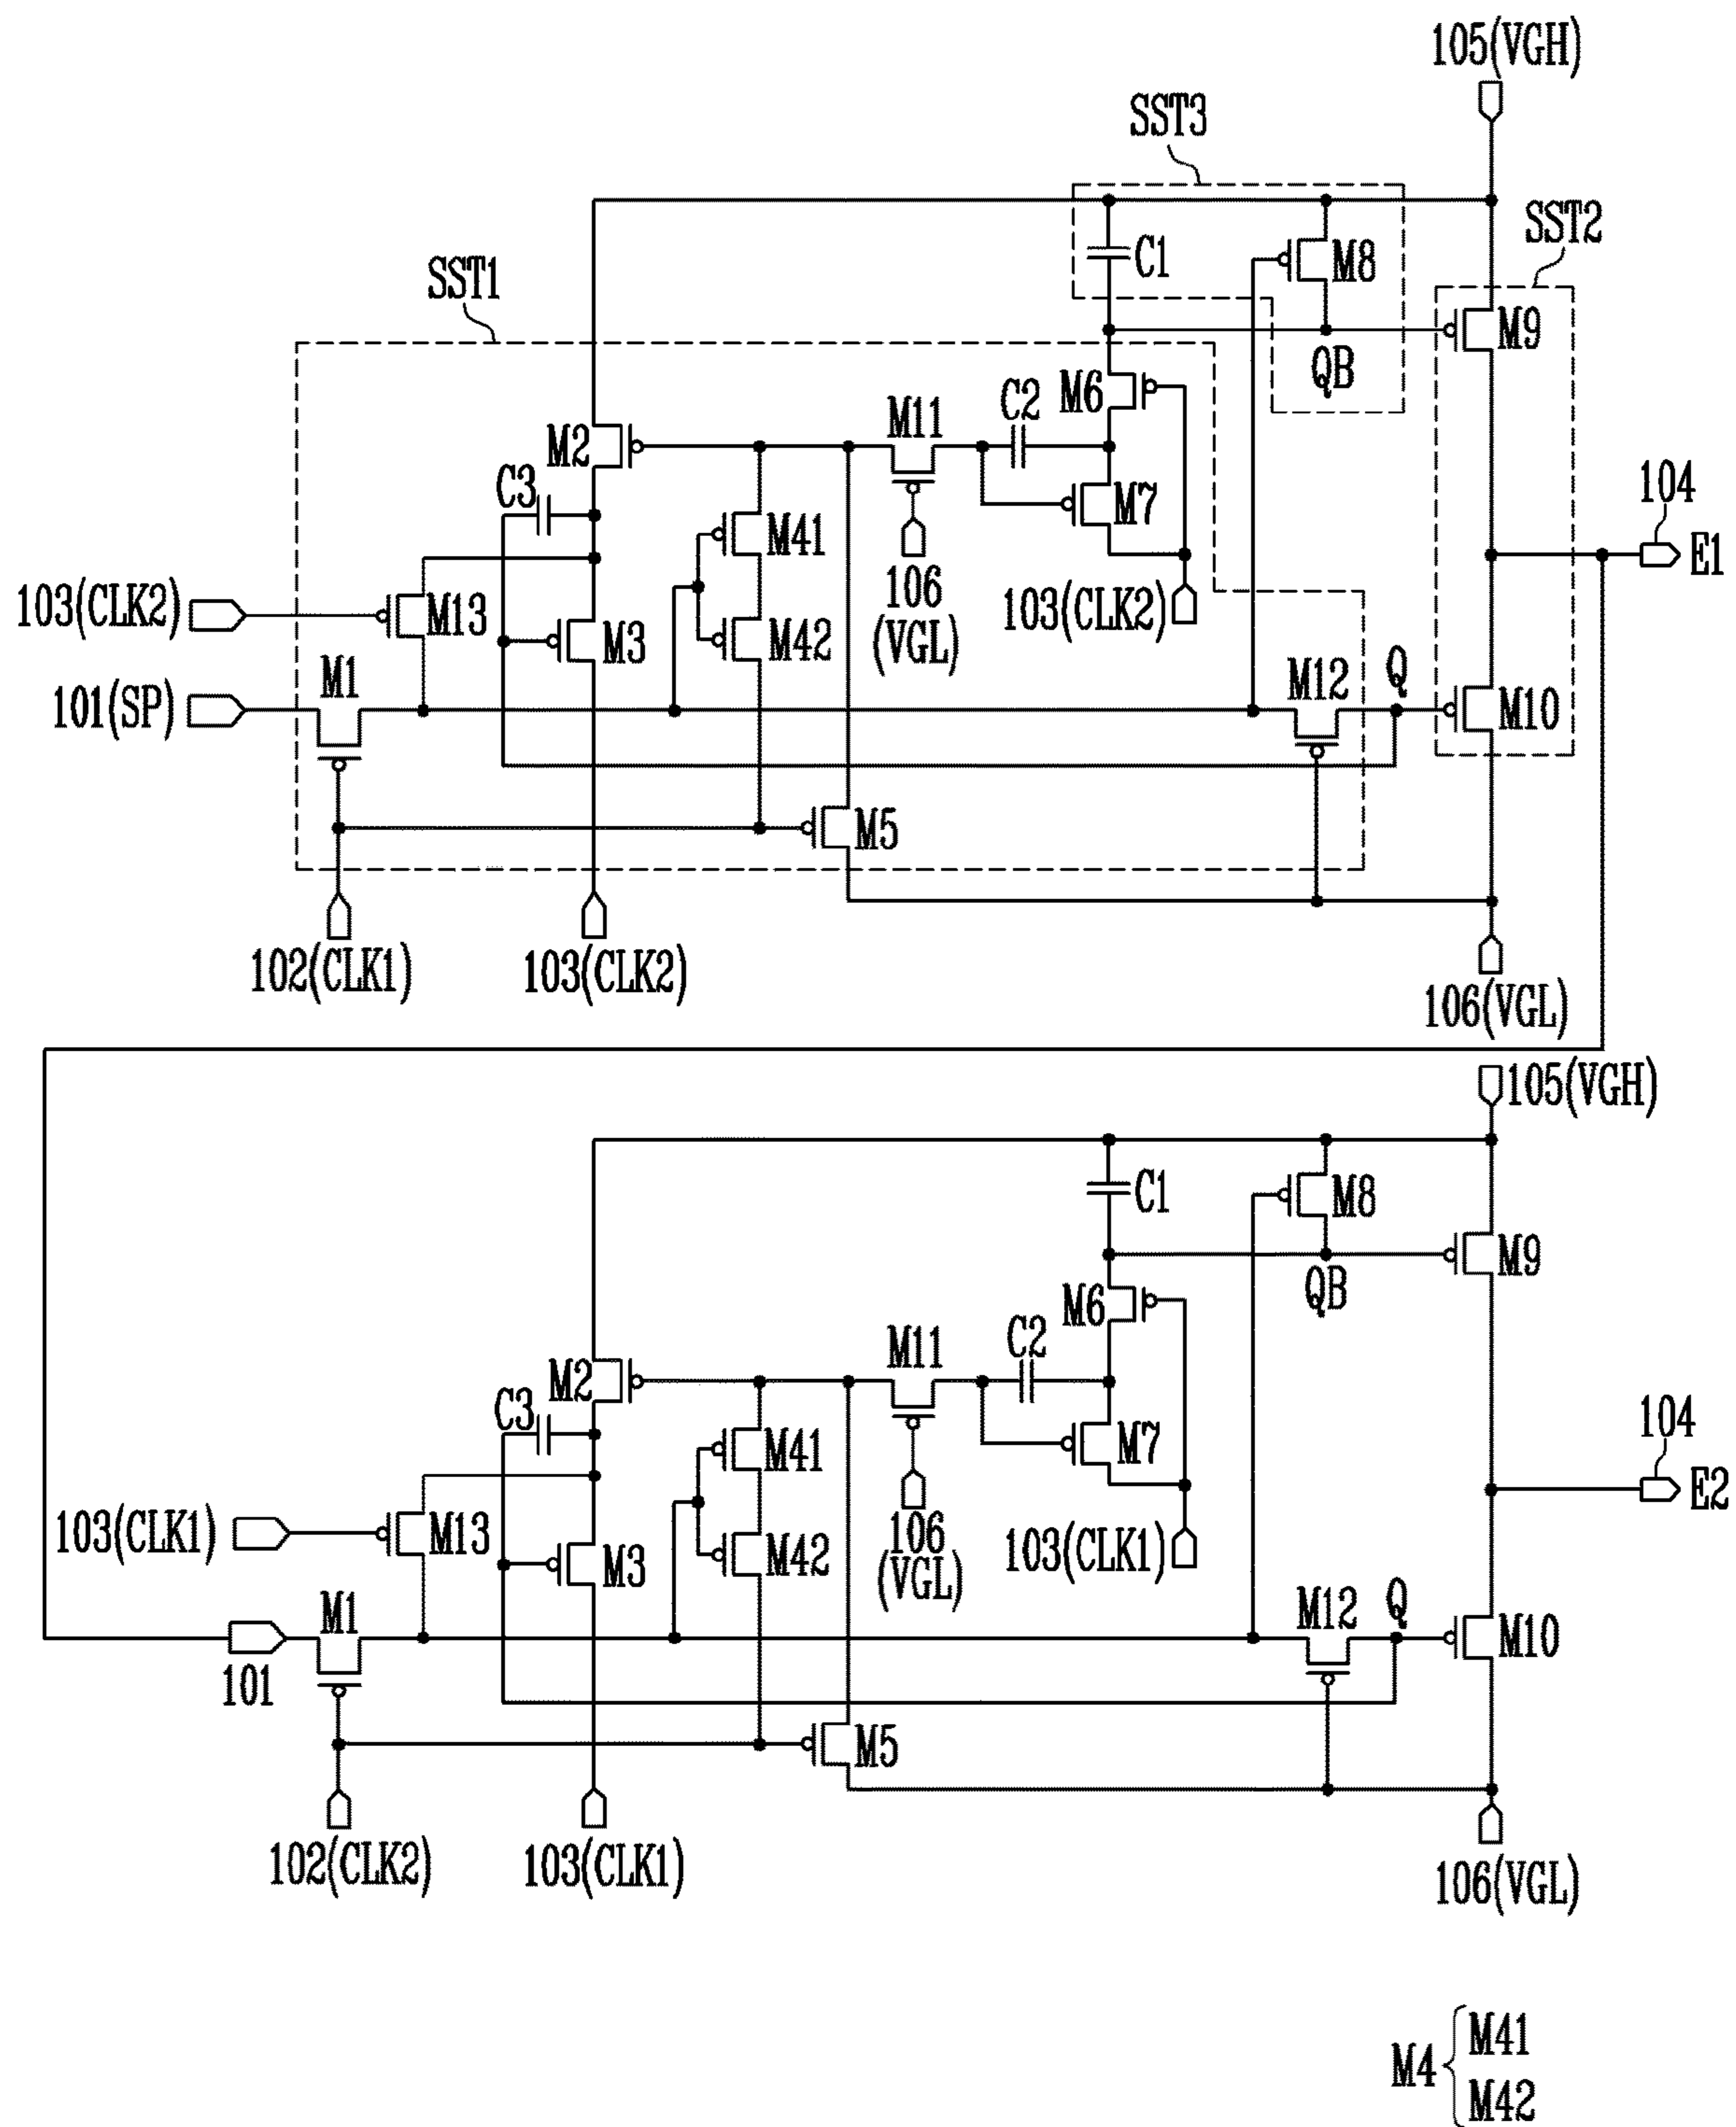 105(VGH)
SST3
SST2
SST1
C1
M8
M9
QB
M6
C2
M11
M2
C3
M7
M41
104
E1
106
(VGL)
103(CLK2)
103(CLK2)
M13
M3
M42
M1
M12
Q
101(SP)
M10
M5
102(CLK1)
103(CLK2)
106(VGL)
105(VGH)
C1
M8
M9
QB
M6
C2
M11
M2
C3
M7
M41
104
E2
103(CLK1)
M13
M3
M42
106
(VGL)
103(CLK1)
M1
M12
Q
101
M10
M5
102(CLK2)
103(CLK1)
106(VGL)
M4
M41
M42